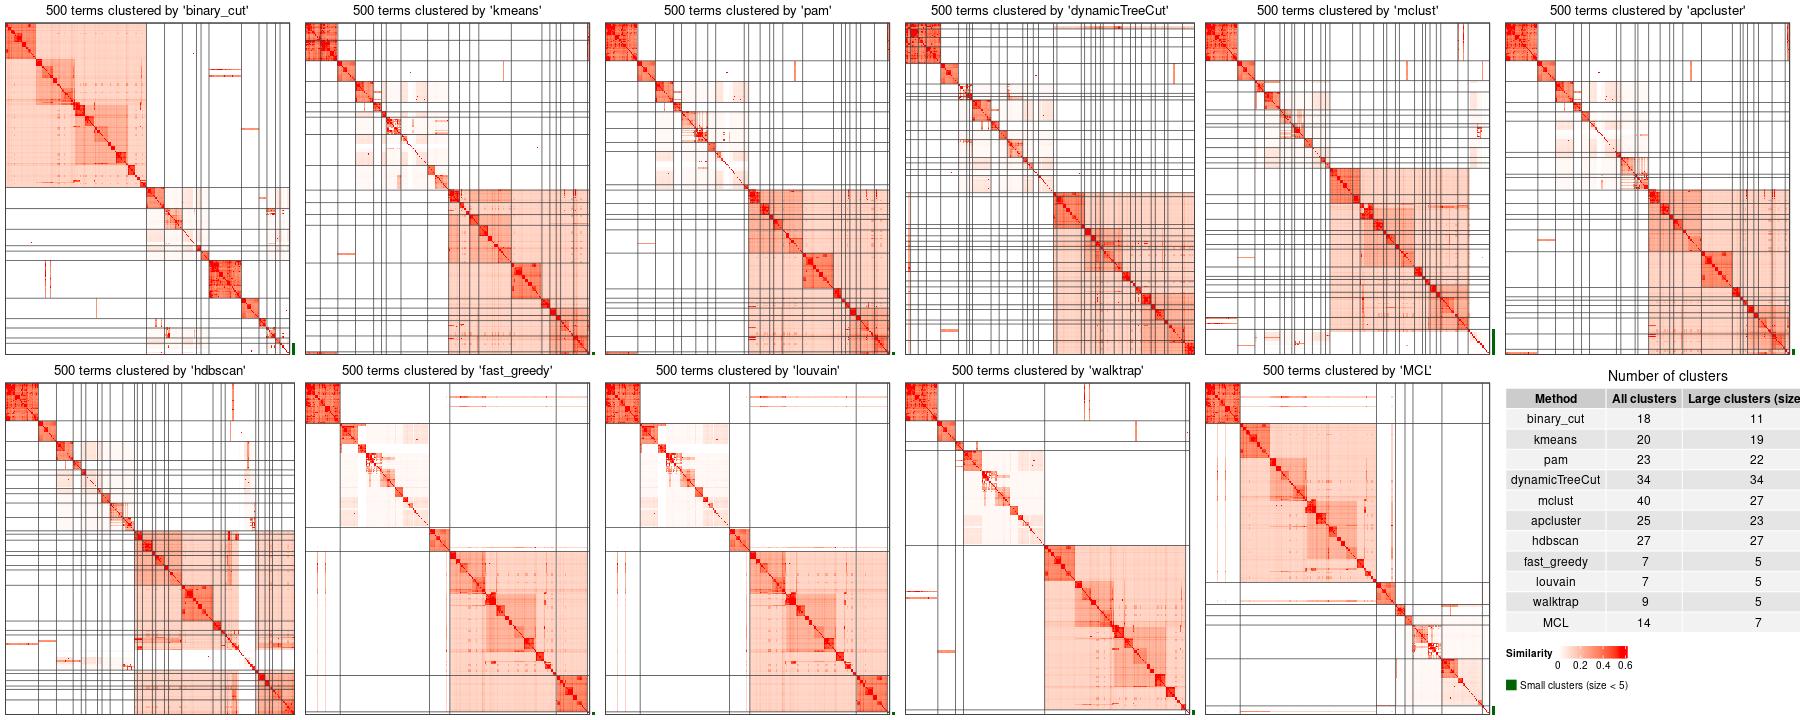 500 terms clustered by 'binary_cut'
500 terms clustered by 'kmeans'
500 terms clustered by 'pam'
500 terms clustered by 'dynamicTreeCut'
500 terms clustered by 'mclust'
500 terms clustered by 'apcluster'
500 terms clustered by 'hdbscan'
500 terms clustered by 'fast_greedy'
500 terms clustered by 'louvain'
500 terms clustered by 'walktrap'
500 terms clustered by 'MCL'
Number of clusters
Method All clusters Large clusters (size
binary_cut 18 11
kmeans 20 19
pam 23 22
dynamicTreeCut 34 34
mclust 40 27
apcluster 25 23
hdbscan 27 27
fast_greedy 7 5
louvain 7 5
walktrap 9 5
MCL 14 7
Similarity
0 0.2 0.4 0.6
Small clusters (size < 5)